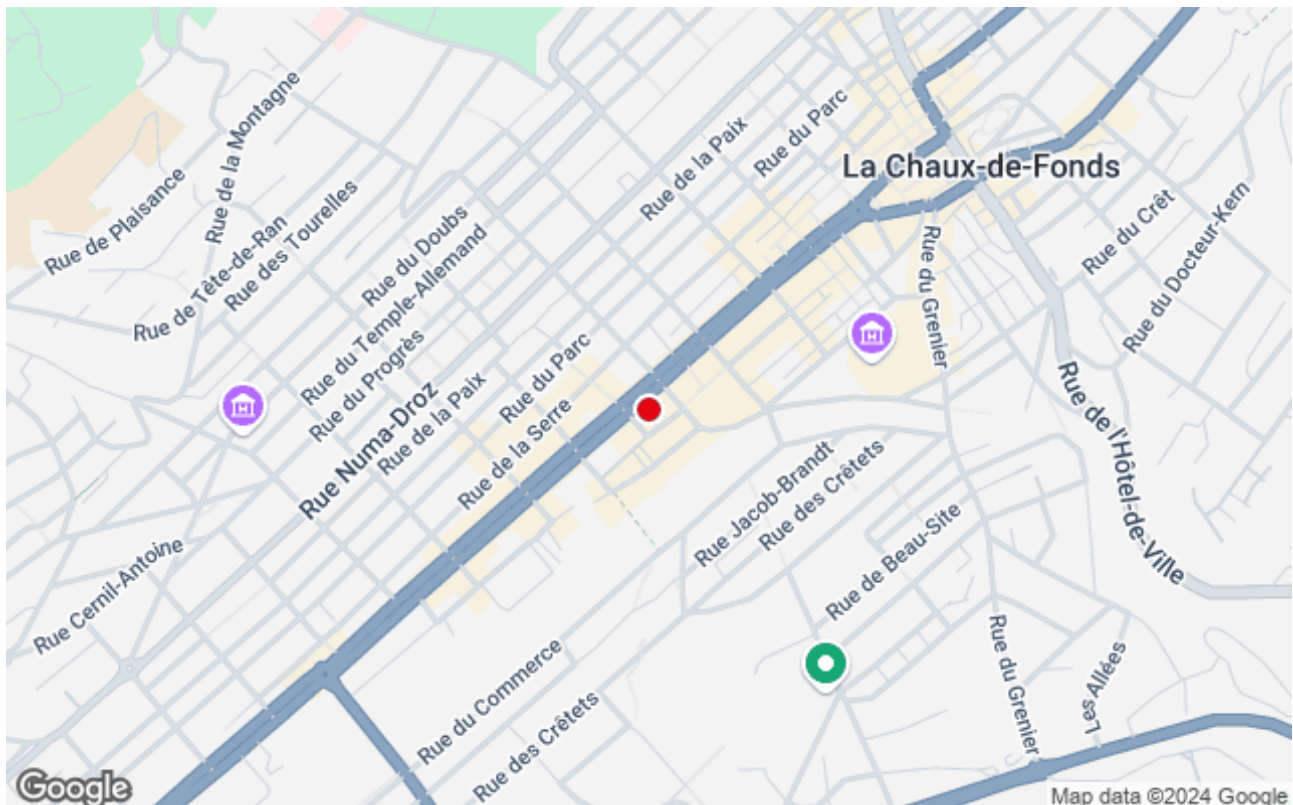 Rue de la Montagne
Rue de Plaisance
Rue de Tête-de-Ran
Rue des Tourelles
Rue du Doubs
Rue du Temple-Allemand
Rue du Progrès
Rue Numa-Droz
Rue de la Paix
Rue de la Paix
Rue du Parc
Rue du Parc
Rue de la Serre
La Chaux-de-Fonds
Rue du Crêt
Rue du Docteur-Kern
Rue du Grenier
Rue de l'Hôtel-de-Ville
Rue Jacob-Brandt
Rue des Crêtets
Rue de Beau-Site
Rue Cernil-Antoine
Rue du Commerce
Rue des Crêtets
Rue du Grenier
Les Allées
Google
Map data ©2024 Google